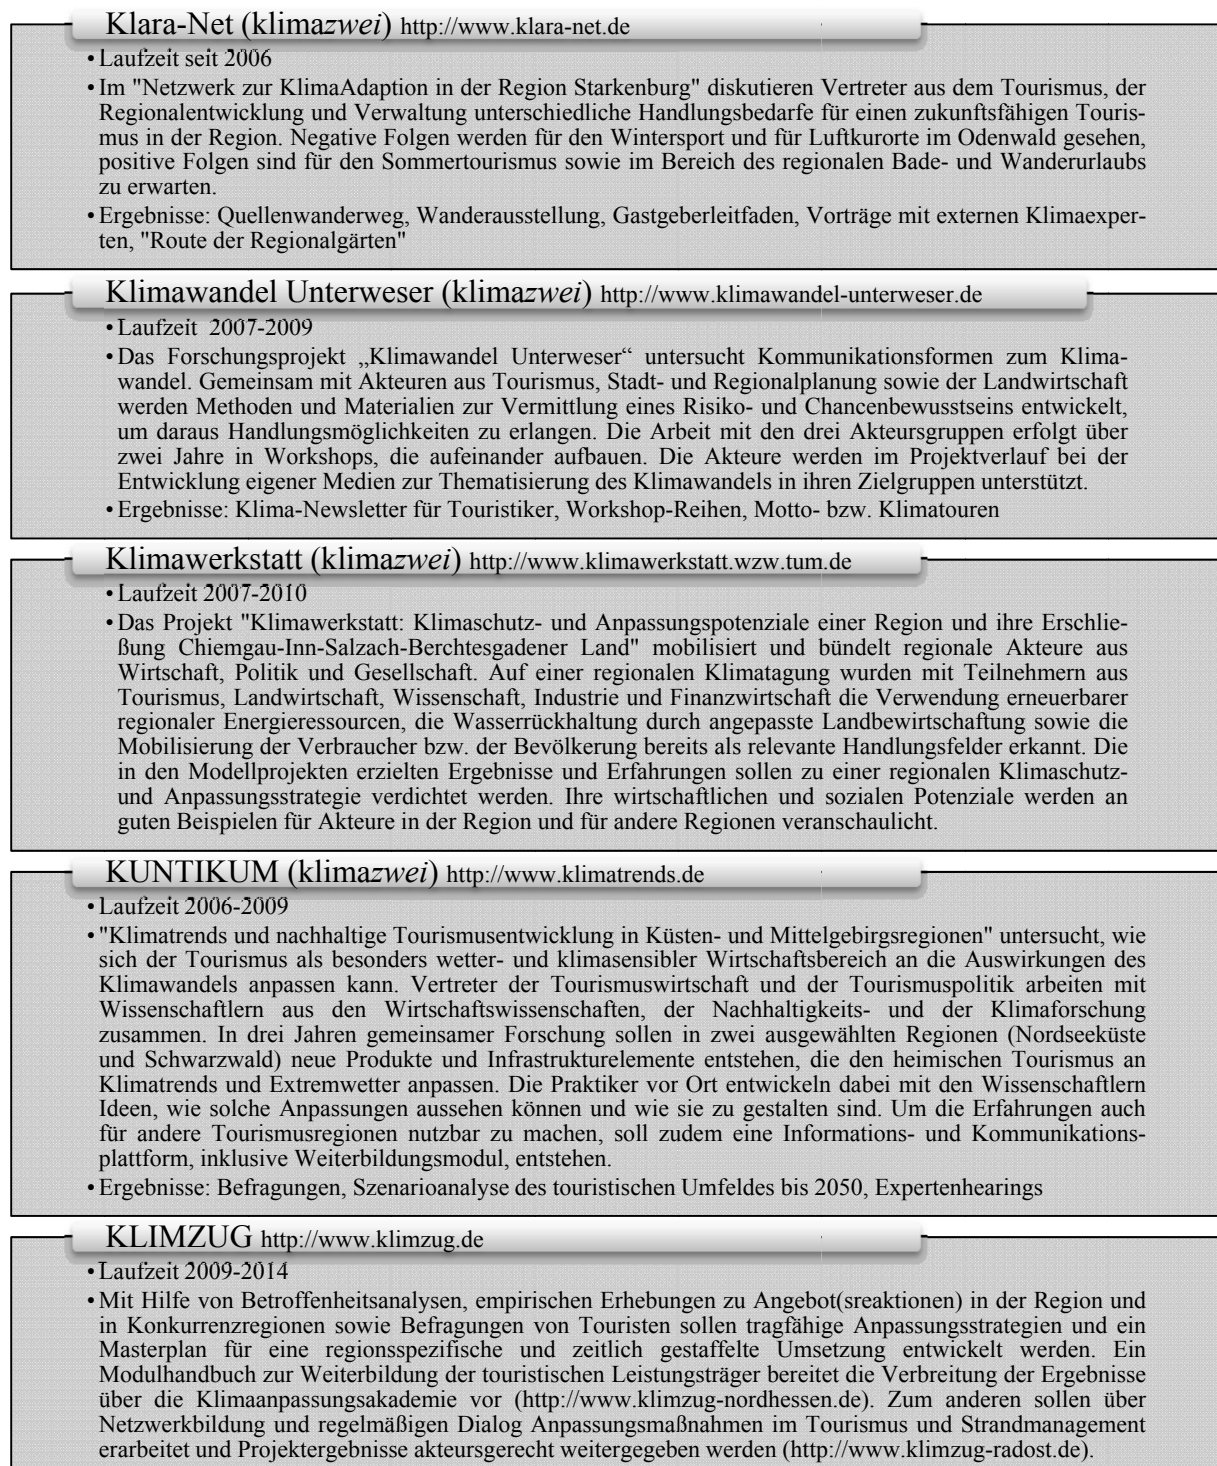 Klara-Net (klimazwei) http://www.klara-net.de
• Laufzeit seit 2006
• Im "Netzwerk zur KlimaAdaption in der Region Starkenburg" diskutieren Vertreter aus dem Tourismus, der
Regionalentwicklung und Verwaltung unterschiedliche Handlungsbedarfe für einen zukunftsfähigen Touris-
mus in der Region. Negative Folgen werden für den Wintersport und für Luftkurorte im Odenwald gesehen,
positive Folgen sind für den Sommertourismus sowie im Bereich des regionalen Bade- und Wanderurlaubs
zu erwarten.
• Ergebnisse: Quellenwanderweg, Wanderausstellung, Gastgeberleitfaden, Vorträge mit externen Klimaexper-
ten, "Route der Regionalgärten"
Klimawandel Unterweser (klimazwei) http://www.klimawandel-unterweser.de
• Laufzeit 2007-2009
• Das Forschungsprojekt „Klimawandel Unterweser“ untersucht Kommunikationsformen zum Klima-
wandel. Gemeinsam mit Akteuren aus Tourismus, Stadt- und Regionalplanung sowie der Landwirtschaft
werden Methoden und Materialien zur Vermittlung eines Risiko- und Chancenbewusstseins entwickelt,
um daraus Handlungsmöglichkeiten zu erlangen. Die Arbeit mit den drei Akteursgruppen erfolgt über
zwei Jahre in Workshops, die aufeinander aufbauen. Die Akteure werden im Projektverlauf bei der
Entwicklung eigener Medien zur Thematisierung des Klimawandels in ihren Zielgruppen unterstützt.
• Ergebnisse: Klima-Newsletter für Touristiker, Workshop-Reihen, Motto- bzw. Klimatouren
Klimawerkstatt (klimazwei) http://www.klimawerkstatt.wzw.tum.de
• Laufzeit 2007-2010
• Das Projekt "Klimawerkstatt: Klimaschutz- und Anpassungspotenziale einer Region und ihre Erschlie-
ßung Chiemgau-Inn-Salzach-Berchtesgadener Land" mobilisiert und bündelt regionale Akteure aus
Wirtschaft, Politik und Gesellschaft. Auf einer regionalen Klimatagung wurden mit Teilnehmern aus
Tourismus, Landwirtschaft, Wissenschaft, Industrie und Finanzwirtschaft die Verwendung erneuerbarer
regionaler Energieressourcen, die Wasserrückhaltung durch angepasste Landbewirtschaftung sowie die
Mobilisierung der Verbraucher bzw. der Bevölkerung bereits als relevante Handlungsfelder erkannt. Die
in den Modellprojekten erzielten Ergebnisse und Erfahrungen sollen zu einer regionalen Klimaschutz-
und Anpassungsstrategie verdichtet werden. Ihre wirtschaftlichen und sozialen Potenziale werden an
guten Beispielen für Akteure in der Region und für andere Regionen veranschaulicht.
KUNTIKUM (klimazwei) http://www.klimatrends.de
• Laufzeit 2006-2009
• "Klimatrends und nachhaltige Tourismusentwicklung in Küsten- und Mittelgebirgsregionen" untersucht, wie
sich der Tourismus als besonders wetter- und klimasensibler Wirtschaftsbereich an die Auswirkungen des
Klimawandels anpassen kann. Vertreter der Tourismuswirtschaft und der Tourismuspolitik arbeiten mit
Wissenschaftlern aus den Wirtschaftswissenschaften, der Nachhaltigkeits- und der Klimaforschung
zusammen. In drei Jahren gemeinsamer Forschung sollen in zwei ausgewählten Regionen (Nordseeküste
und Schwarzwald) neue Produkte und Infrastrukturelemente entstehen, die den heimischen Tourismus an
Klimatrends und Extremwetter anpassen. Die Praktiker vor Ort entwickeln dabei mit den Wissenschaftlern
Ideen, wie solche Anpassungen aussehen können und wie sie zu gestalten sind. Um die Erfahrungen auch
für andere Tourismusregionen nutzbar zu machen, soll zudem eine Informations- und Kommunikations-
plattform, inklusive Weiterbildungsmodul, entstehen.
• Ergebnisse: Befragungen, Szenarioanalyse des touristischen Umfeldes bis 2050, Expertenhearings
KLIMZUG http://www.klimzug.de
• Laufzeit 2009-2014
• Mit Hilfe von Betroffenheitsanalysen, empirischen Erhebungen zu Angebot(sreaktionen) in der Region und
in Konkurrenzregionen sowie Befragungen von Touristen sollen tragfähige Anpassungsstrategien und ein
Masterplan für eine regionsspezifische und zeitlich gestaffelte Umsetzung entwickelt werden. Ein
Modulhandbuch zur Weiterbildung der touristischen Leistungsträger bereitet die Verbreitung der Ergebnisse
über die Klimaanpassungsakademie vor (http://www.klimzug-nordhessen.de). Zum anderen sollen über
Netzwerkbildung und regelmäßigen Dialog Anpassungsmaßnahmen im Tourismus und Strandmanagement
erarbeitet und Projektergebnisse akteursgerecht weitergegeben werden (http://www.klimzug-radost.de).